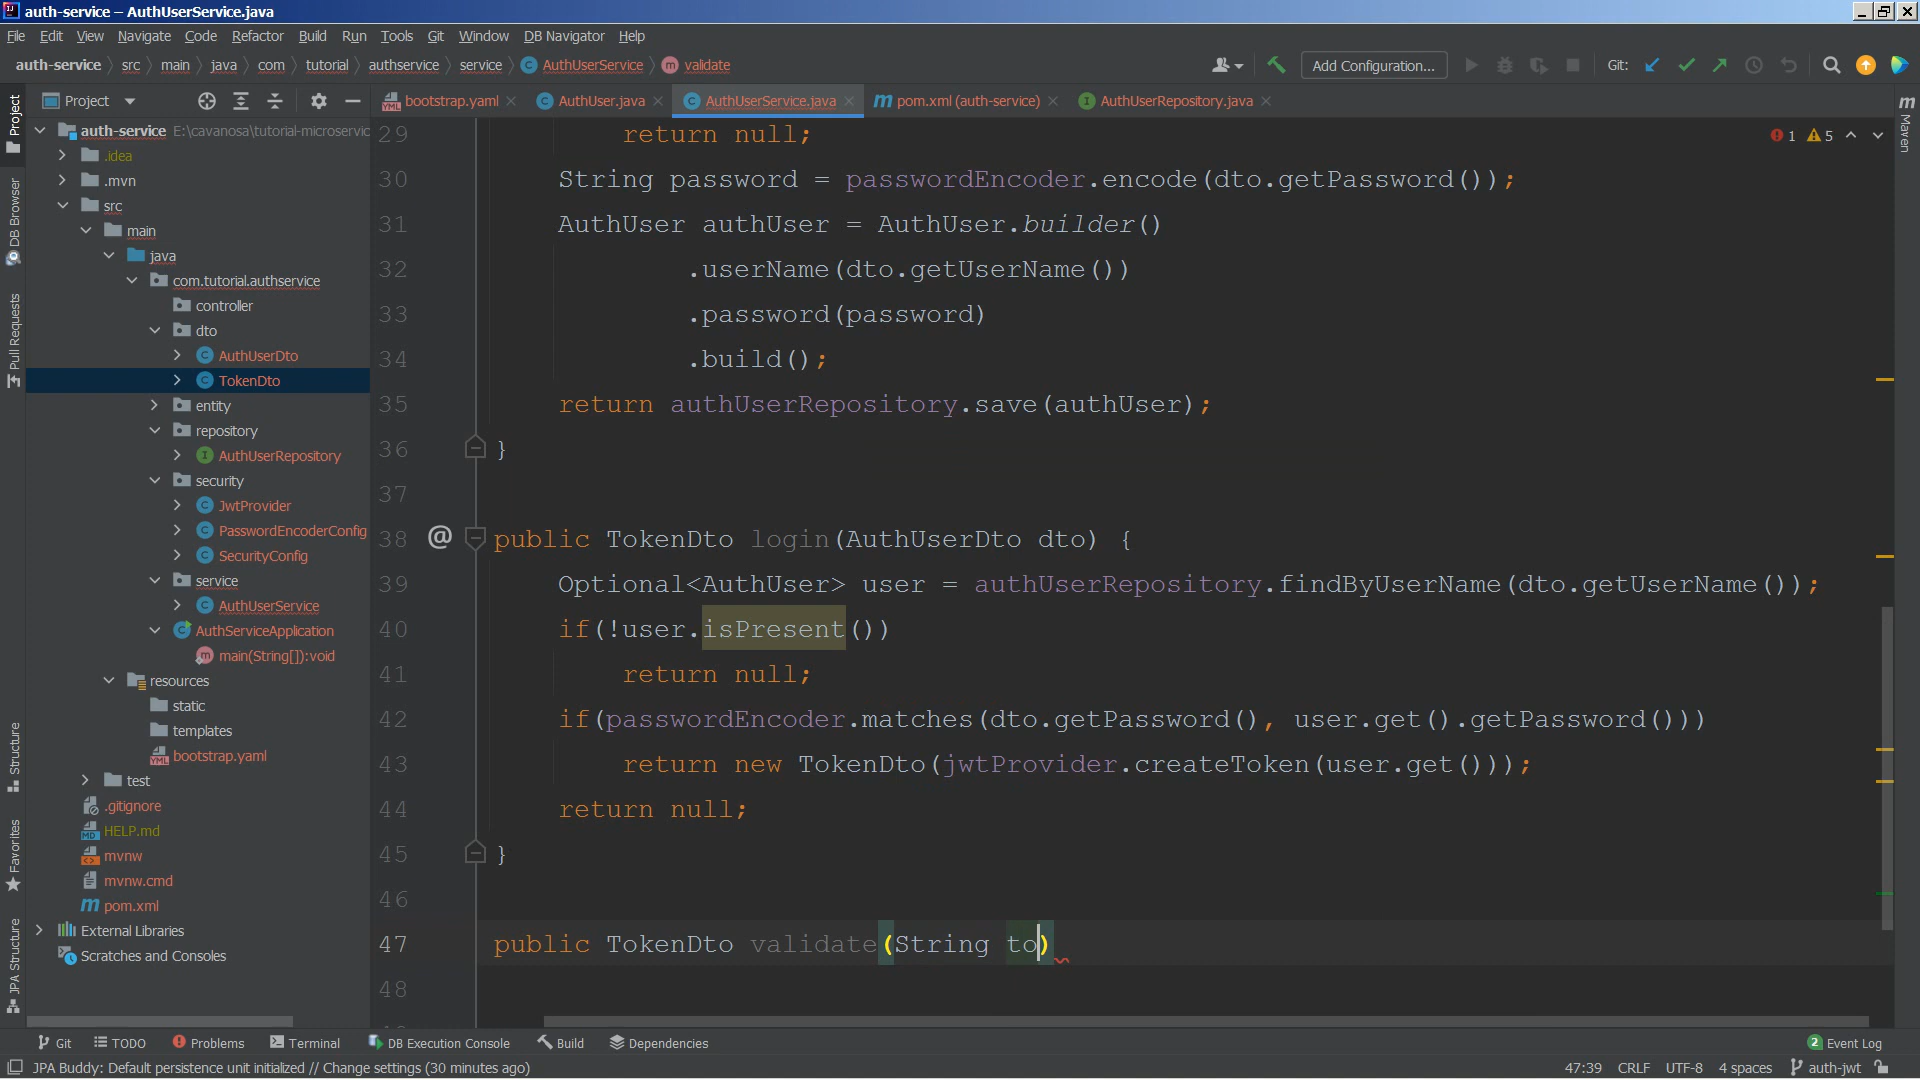 auth-service – AuthUserService.java
File Edit View Navigate Code Refactor Build Run Tools Git Window DB Navigator Help
auth-service src main java com tutorial authservice service AuthUserService validate
Add Configuration... Git:
Project
bootstrap.yaml AuthUser.java AuthUserService.java pom.xml (auth-service) AuthUserRepository.java
auth-service E:\cavanosa\tutorial-microservic
.idea
.mvn
src
main
java
com.tutorial.authservice
controller
dto
AuthUserDto
TokenDto
entity
repository
AuthUserRepository
security
JwtProvider
PasswordEncoderConfig
SecurityConfig
service
AuthUserService
AuthServiceApplication
main(String[]):void
resources
static
templates
bootstrap.yaml
test
.gitignore
HELP.md
mvnw
mvnw.cmd
pom.xml
External Libraries
Scratches and Consoles
Project
DB Browser
Pull Requests
Structure
Favorites
JPA Structure
1 5
29 return null;
30 String password = passwordEncoder.encode(dto.getPassword());
31 AuthUser authUser = AuthUser.builder()
32 .userName(dto.getUserName())
33 .password(password)
34 .build();
35 return authUserRepository.save(authUser);
36 }
37
38 @ public TokenDto login(AuthUserDto dto) {
39 Optional<AuthUser> user = authUserRepository.findByUserName(dto.getUserName());
40 if(!user.isPresent())
41 return null;
42 if(passwordEncoder.matches(dto.getPassword(), user.get().getPassword()))
43 return new TokenDto(jwtProvider.createToken(user.get()));
44 return null;
45 }
46
47 public TokenDto validate(String to)
48
Maven
Git TODO Problems Terminal DB Execution Console Build Dependencies 2 Event Log
JPA Buddy: Default persistence unit initialized // Change settings (30 minutes ago) 47:39 CRLF UTF-8 4 spaces auth-jwt